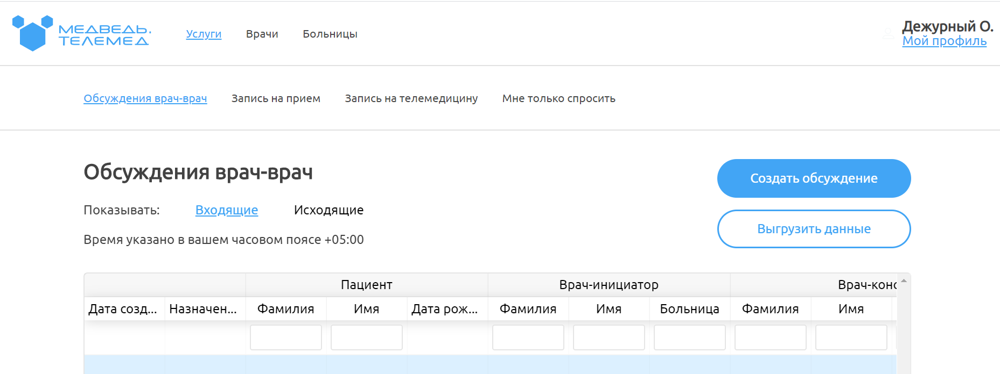 МЕДВЕДЬ.
ТЕЛЕМЕД
Услуги Врачи Больницы
Дежурный О.
Мой профиль
Обсуждения врач-врач Запись на прием Запись на телемедицину Мне только спросить
Обсуждения врач-врач
Создать обсуждение
Показывать: Входящие Исходящие
Выгрузить данные
Время указано в вашем часовом поясе +05:00
Пациент Врач-инициатор Врач-конс
Дата созд... Назначен... Фамилия Имя Дата рож... Фамилия Имя Больница Фамилия Имя